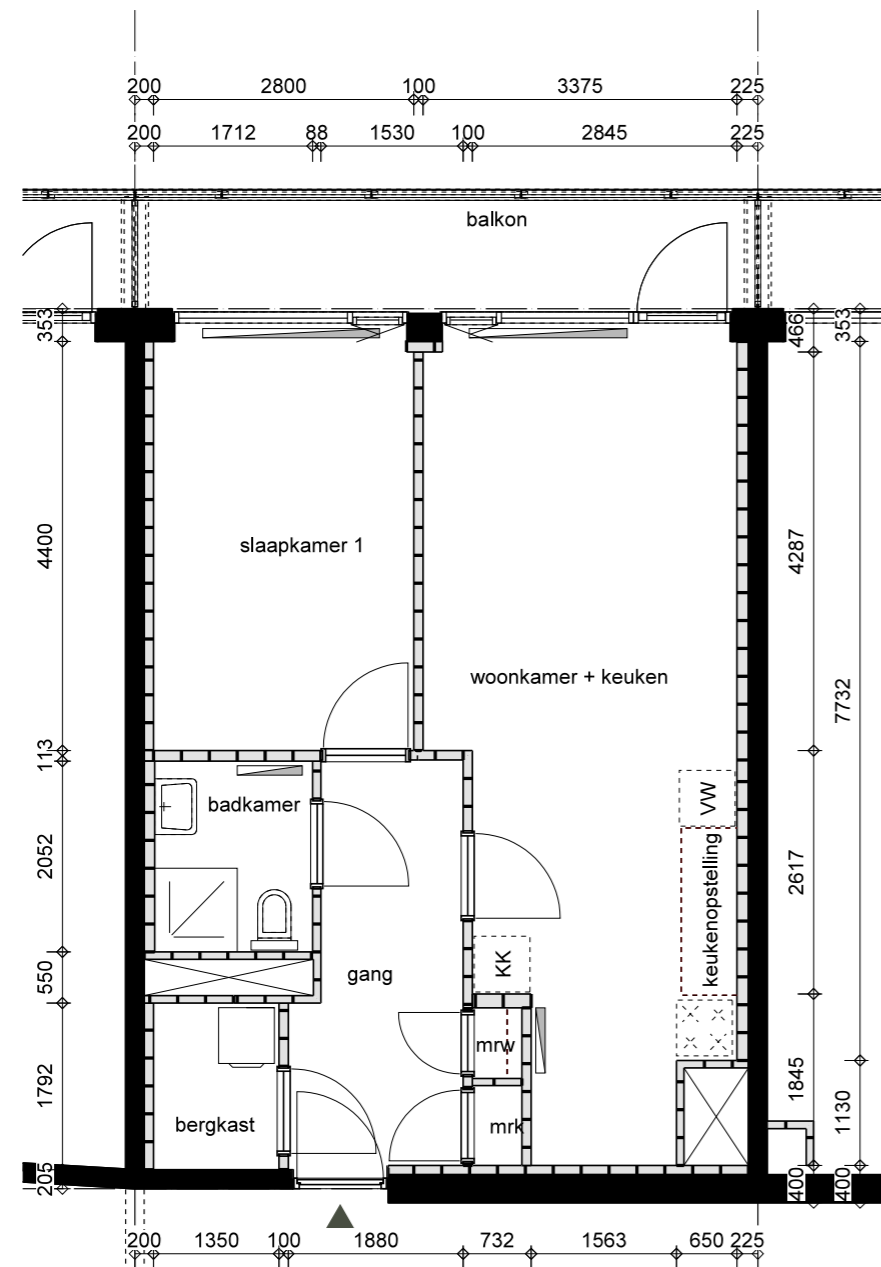 200 2800 100 3375 225
200 1712 88 1530 100 2845 225
balkon
353
466
353
4400
slaapkamer 1
4287
woonkamer + keuken
7732
113
badkamer
VW
2052
keukenopstelling
2617
KK
gang
550
mrw
1792
1845
1130
bergkast
mrk
205
400
400
200 1350 100 1880 732 1563 650 225